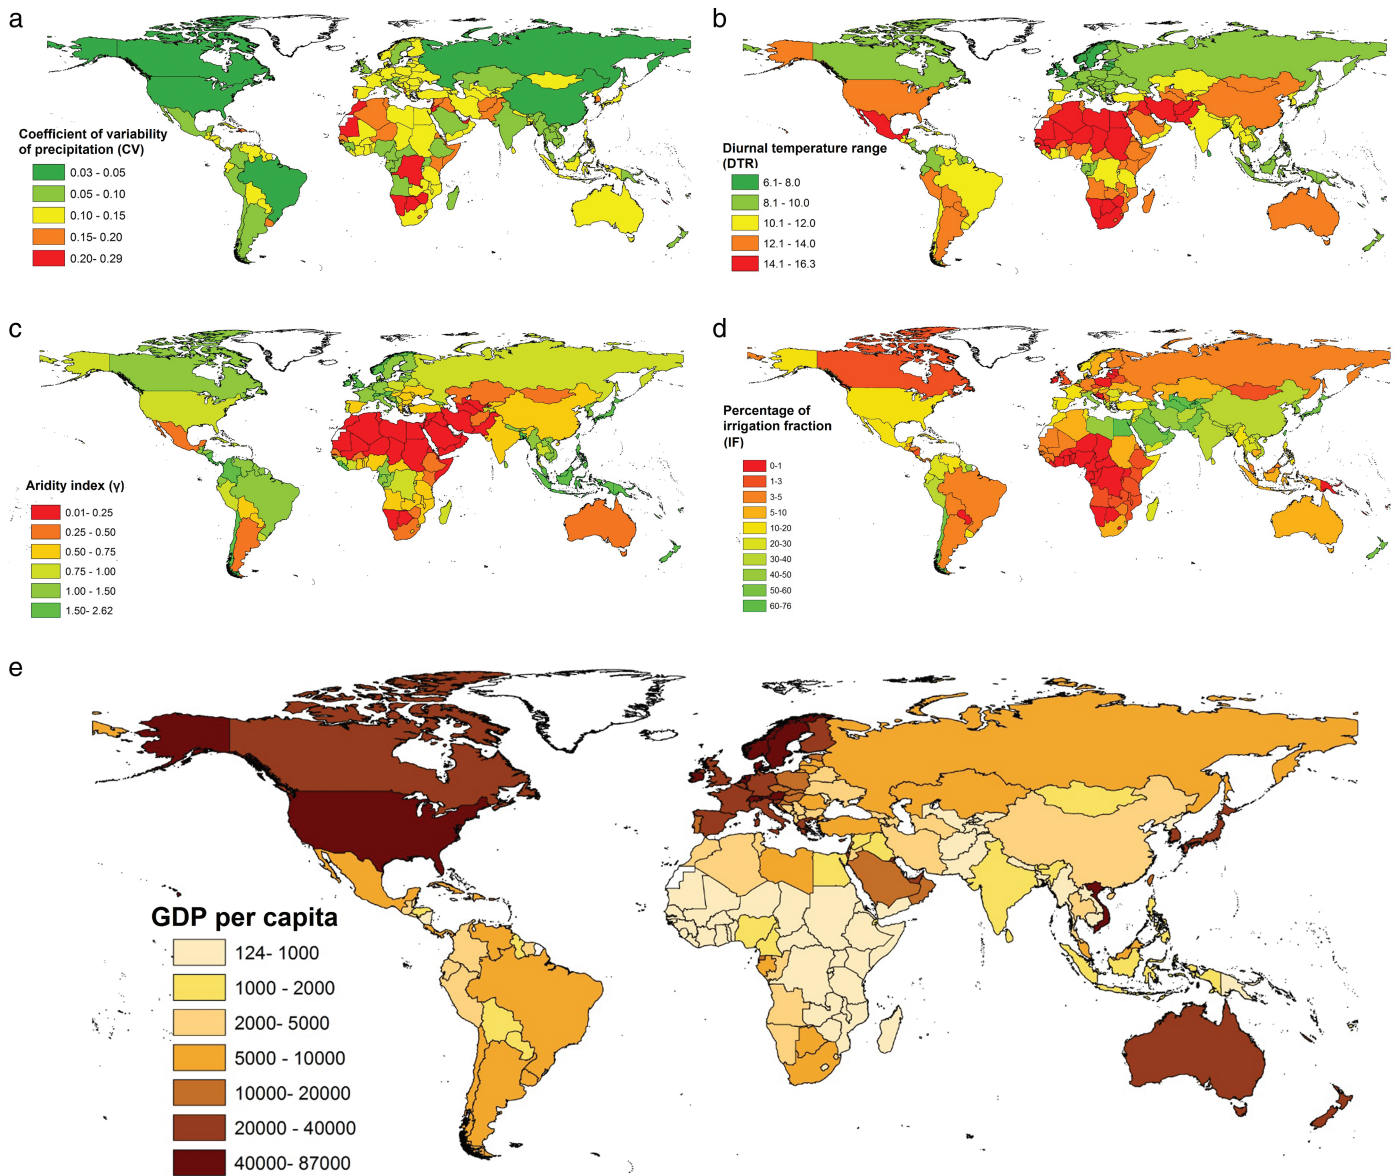 a
Coefficient of variability
of precipitation (CV)
0.03 - 0.05
0.05 - 0.10
0.10 - 0.15
0.15- 0.20
0.20- 0.29
b
Diurnal temperature range
(DTR)
6.1- 8.0
8.1 - 10.0
10.1 - 12.0
12.1 - 14.0
14.1 - 16.3
c
Aridity index (γ)
0.01- 0.25
0.25 - 0.50
0.50 - 0.75
0.75 - 1.00
1.00 - 1.50
1.50- 2.62
d
Percentage of
irrigation fraction
(IF)
0-1
1-3
3-5
5-10
10-20
20-30
30-40
40-50
50-60
60-76
e
GDP per capita
124- 1000
1000 - 2000
2000- 5000
5000 - 10000
10000- 20000
20000 - 40000
40000- 87000